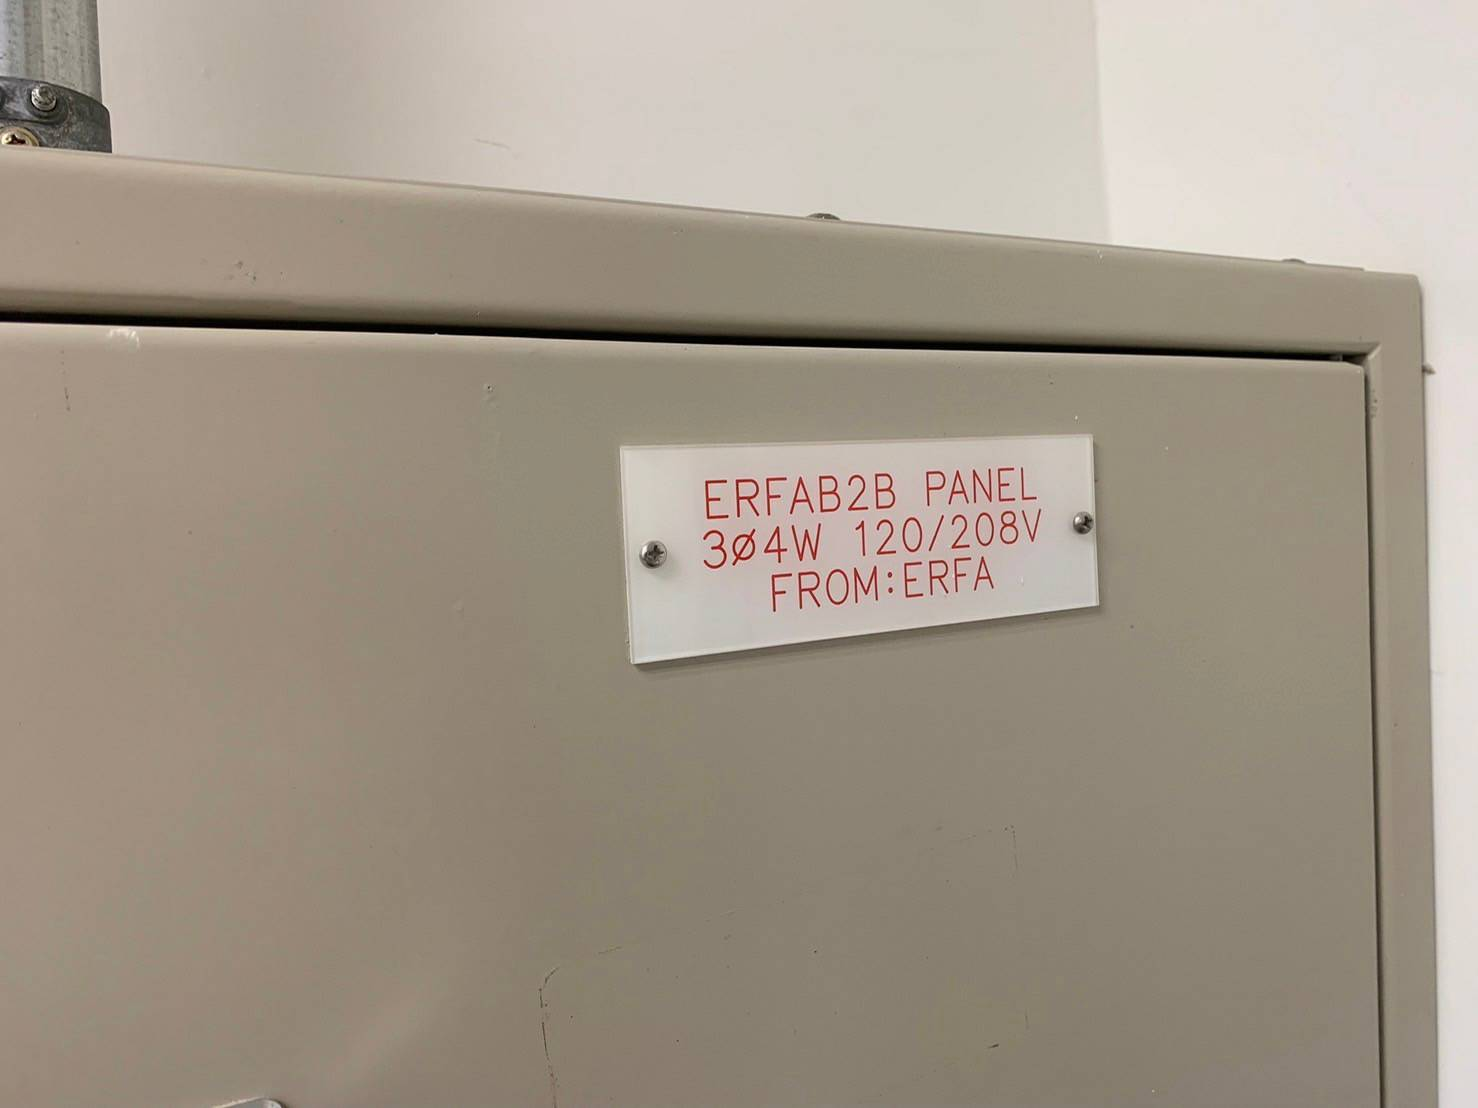 ERFAB2B PANEL
3ø4W 120/208V
FROM:ERFA